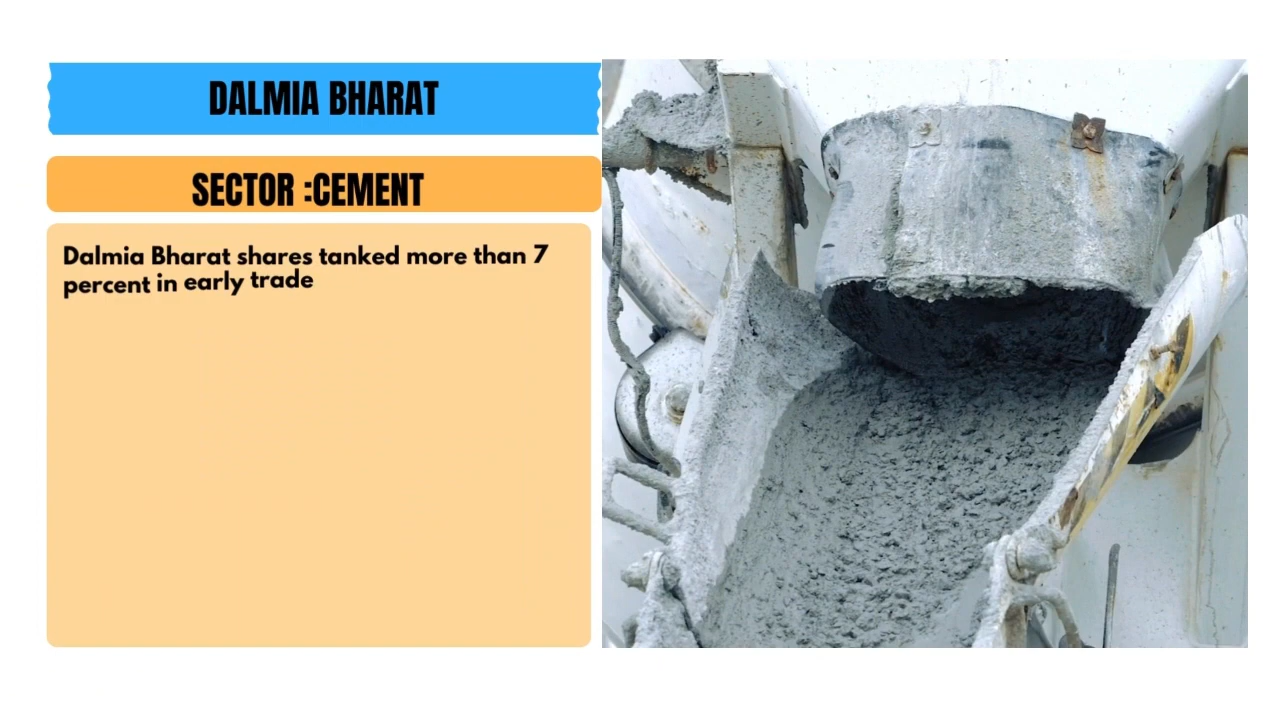 DALMIA BHARAT
SECTOR :CEMENT
Dalmia Bharat shares tanked more than 7
percent in early trade